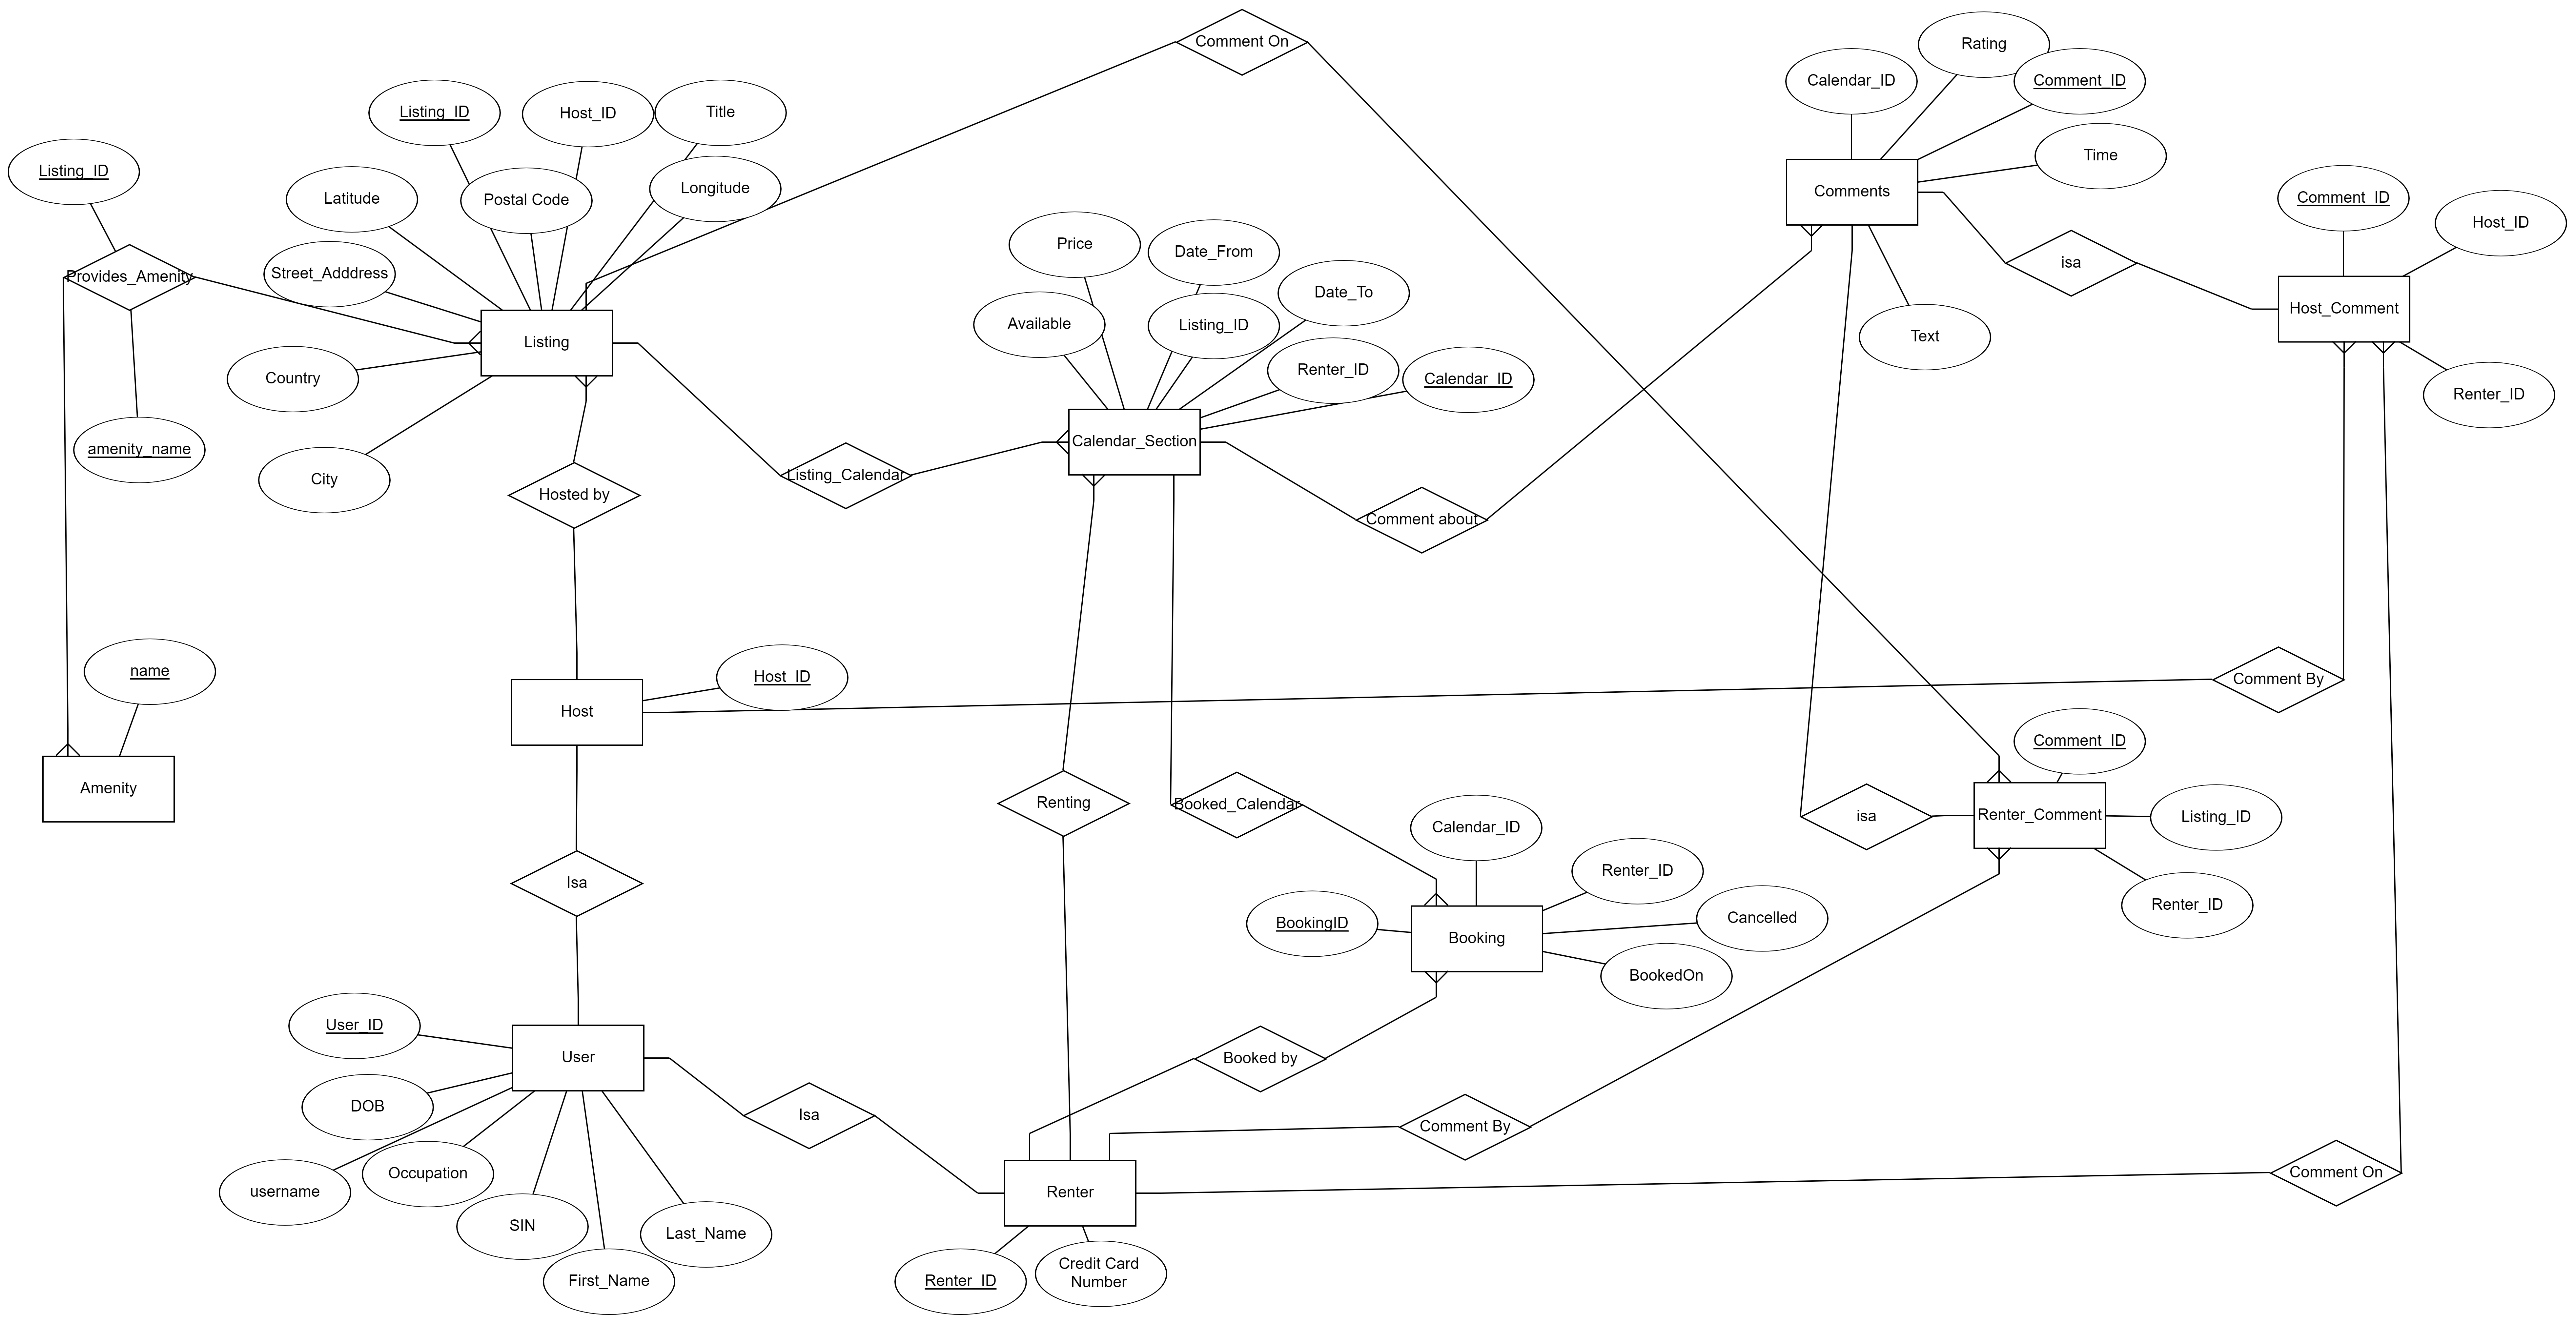 Comment On
Rating
Calendar_ID
Comment_ID
Listing_ID
Host_ID
Title
Time
Listing_ID
Latitude
Postal Code
Longitude
Comments
Comment_ID
Host_ID
Price
Date_From
isa
Provides_Amenity
Street_Adddress
Date_To
Host_Comment
Available
Listing_ID
Text
Listing
Country
Renter_ID
Calendar_ID
Renter_ID
amenity_name
Calendar_Section
City
Hosted by
Listing_Calendar
Comment about
name
Host_ID
Comment By
Host
Comment_ID
Amenity
Renting
Booked_Calendar
isa
Renter_Comment
Listing_ID
Calendar_ID
Renter_ID
Isa
BookingID
Booking
Cancelled
Renter_ID
BookedOn
User_ID
User
Booked by
DOB
Isa
Comment By
Occupation
username
Renter
Comment On
SIN
Last_Name
First_Name
Renter_ID
Credit Card
Number